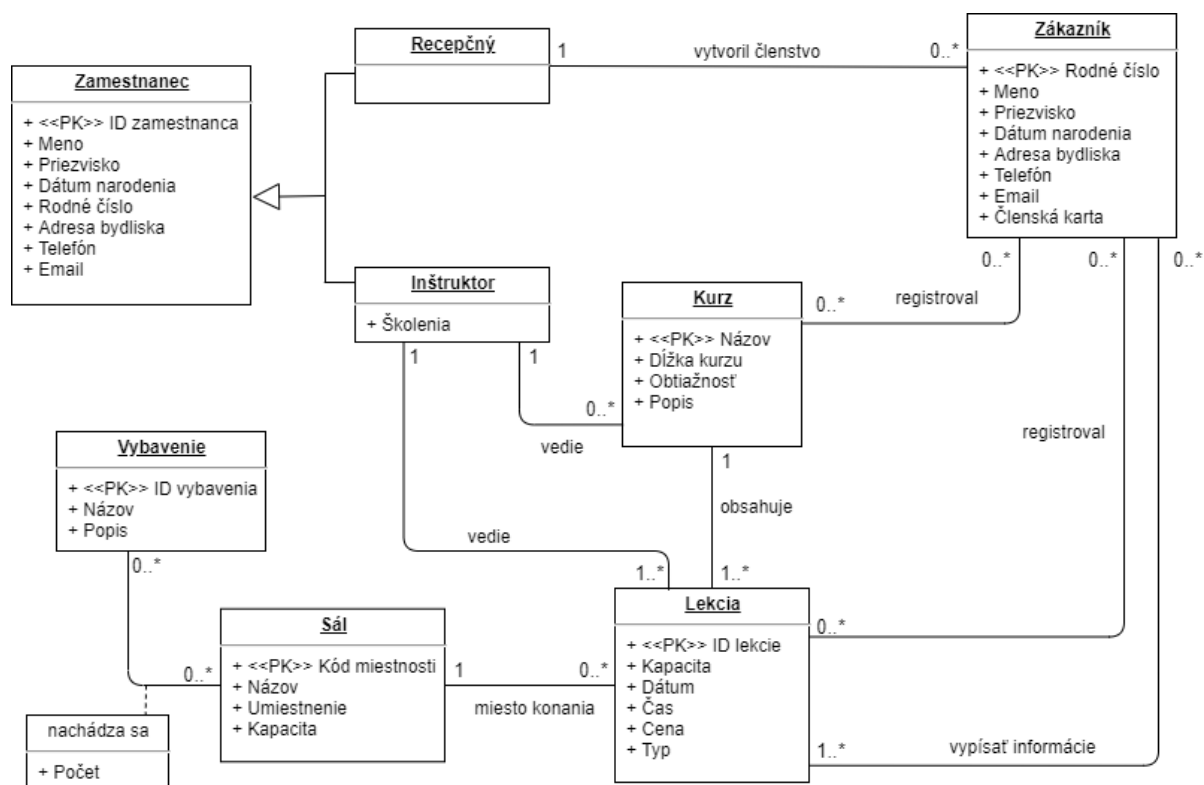 Zamestnanec
+ <<PK>> ID zamestnanca
+ Meno
+ Priezvisko
+ Dátum narodenia
+ Rodné číslo
+ Adresa bydliska
+ Telefón
+ Email
Recepčný
1
vytvoril členstvo
0..*
Zákazník
+ <<PK>> Rodné číslo
+ Meno
+ Priezvisko
+ Dátum narodenia
+ Adresa bydliska
+ Telefón
+ Email
+ Členská karta
0..*
0..*
0..*
Inštruktor
+ Školenia
1
1
0..*
vedie
Kurz
+ <<PK>> Názov
+ Dĺžka kurzu
+ Obtiažnosť
+ Popis
0..*
registroval
registroval
1
obsahuje
1..*
vedie
1..*
Vybavenie
+ <<PK>> ID vybavenia
+ Názov
+ Popis
0..*
0..*
nachádza sa
+ Počet
Sál
+ <<PK>> Kód miestnosti
+ Názov
+ Umiestnenie
+ Kapacita
1
0..*
miesto konania
Lekcia
+ <<PK>> ID lekcie
+ Kapacita
+ Dátum
+ Čas
+ Cena
+ Typ
0..*
1..*
vypísať informácie